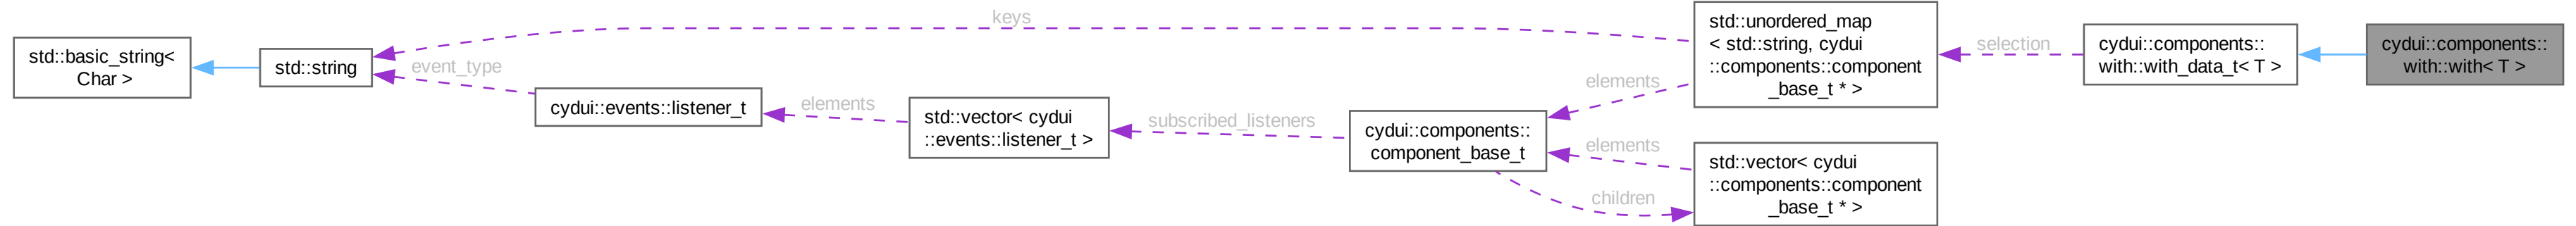 std::basic_string<
Char >
std::string
keys
event_type
cydui::events::listener_t
elements
std::vector< cydui
::events::listener_t >
subscribed_listeners
cydui::components::
component_base_t
elements
elements
children
std::unordered_map
< std::string, cydui
::components::component
_base_t * >
std::vector< cydui
::components::component
_base_t * >
selection
cydui::components::
with::with_data_t< T >
cydui::components::
with::with< T >